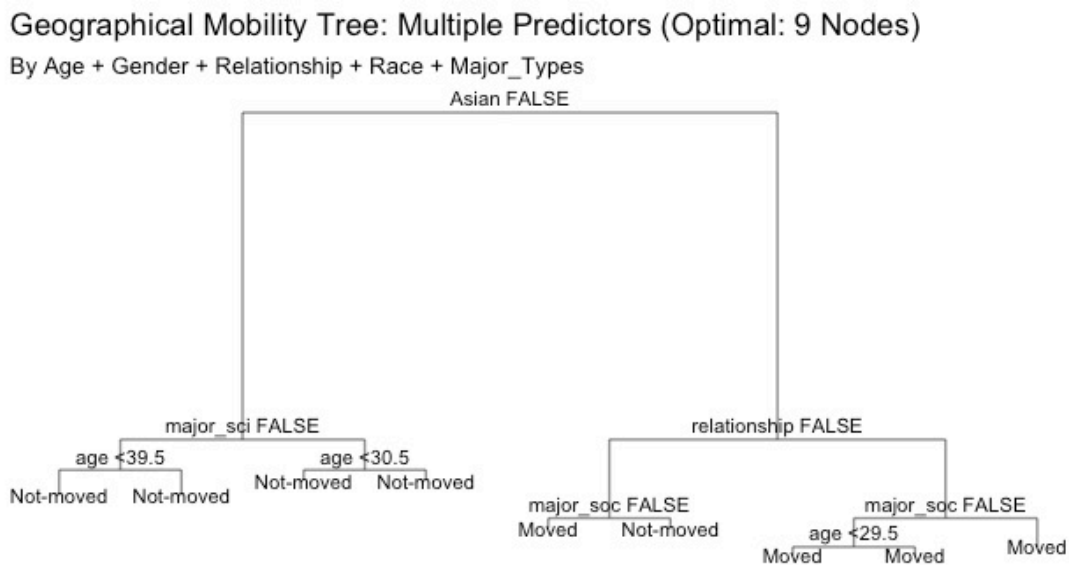 Geographical Mobility Tree: Multiple Predictors (Optimal: 9 Nodes)
By Age + Gender + Relationship + Race + Major_Types
Asian FALSE
major_sci FALSE
relationship FALSE
age <39.5
age <30.5
Not-moved
Not-moved
Not-moved
Not-moved
major_soc FALSE
major_soc FALSE
Moved
Not-moved
age <29.5
Moved
Moved
Moved